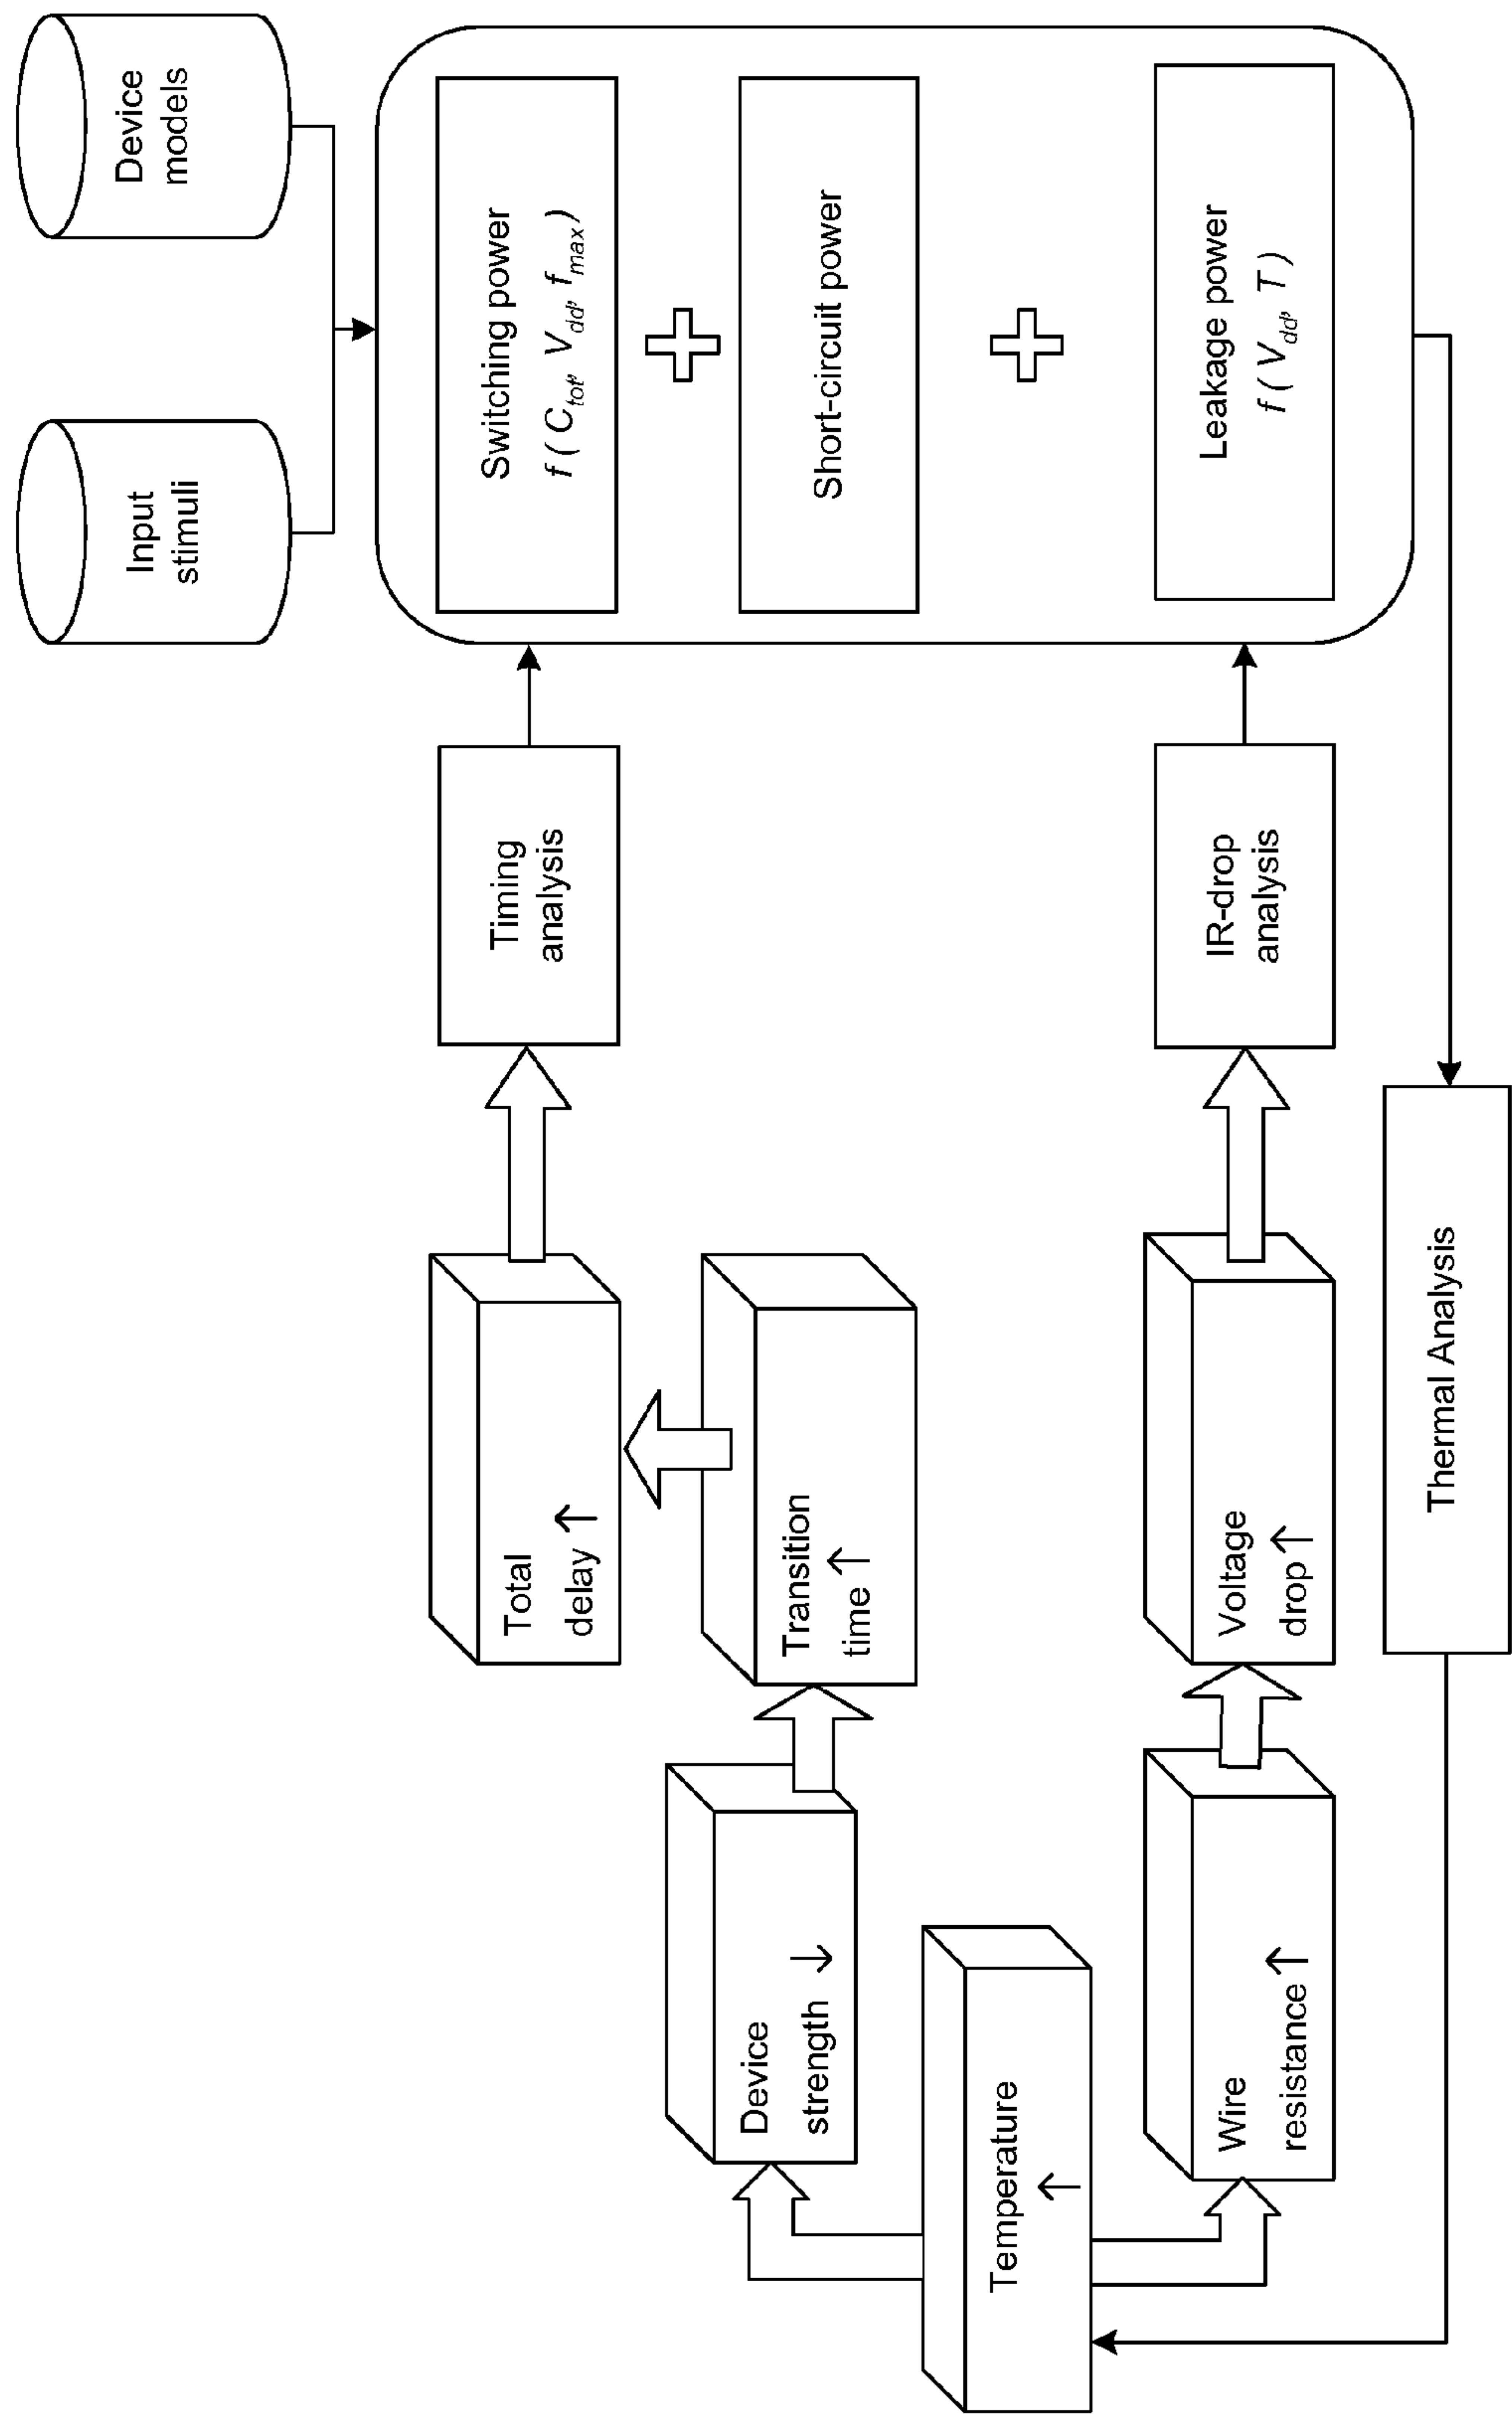 Input
stimuli
Device
models
Total
delay ↑
Timing
analysis
Switching power
f ( C_tot, V_dd, f_max )
Device
strength ↓
Transition
time ↑
Short-circuit power
Temperature
↑
Wire
resistance ↑
Voltage
drop ↑
IR-drop
analysis
Leakage power
f ( V_dd, T )
Thermal Analysis